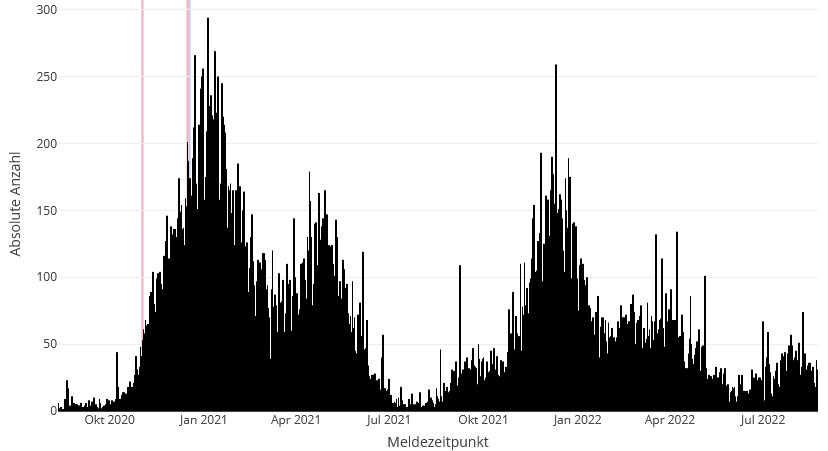 300
250
200
150
100
50
0
Absolute Anzahl
Okt 2020
Jan 2021
Apr 2021
Jul 2021
Okt 2021
Jan 2022
Apr 2022
Jul 2022
Meldezeitpunkt